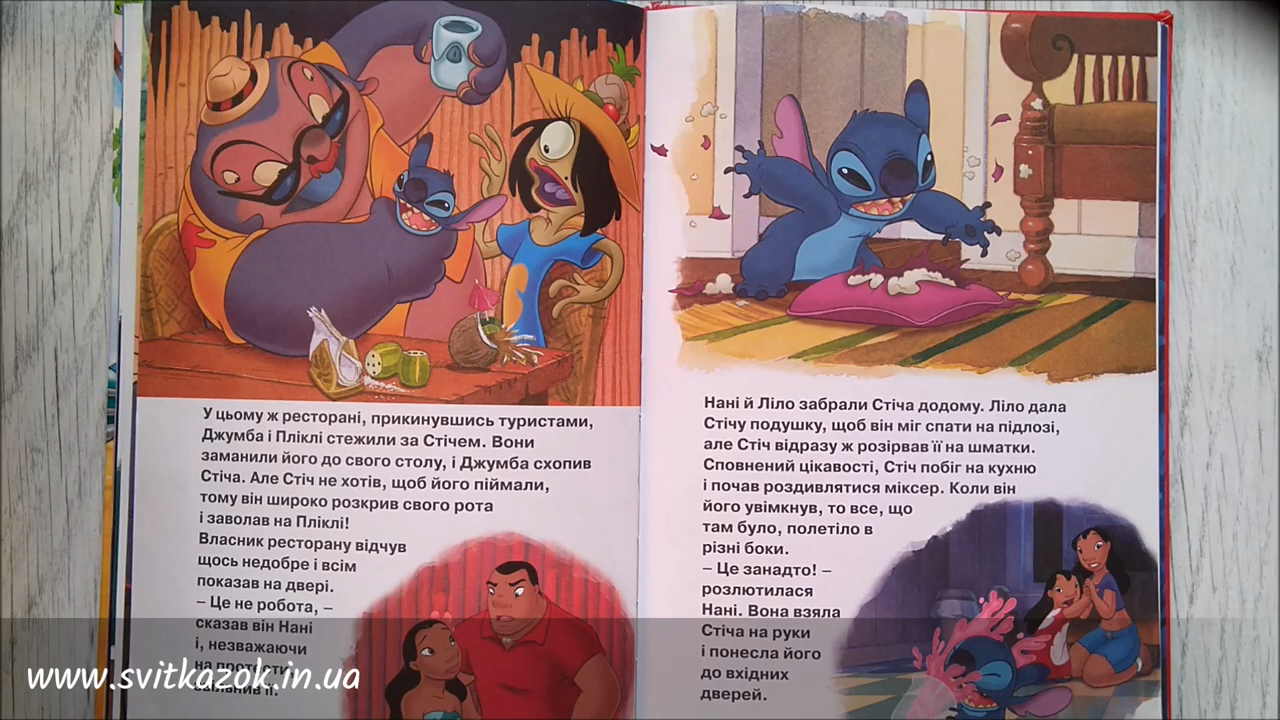 У цьому ж ресторані, прикинувшись туристами,
Джумба і Пліклі стежили за Стічем. Вони
заманили його до свого столу, і Джумба схопив
Стіча. Але Стіч не хотів, щоб його піймали,
тому він широко розкрив свого рота
і заволав на Пліклі!
Власник ресторану відчув
щось недобре і всім
показав на двері.
– Це не робота, –
сказав він Нані
і, незважаючи
на протести,
звільнив її.
Нані й Ліло забрали Стіча додому. Ліло дала
Стічу подушку, щоб він міг спати на підлозі,
але Стіч відразу ж розірвав її на шматки.
Сповнений цікавості, Стіч побіг на кухню
і почав роздивлятися міксер. Коли він
його увімкнув, то все, що
там було, полетіло в
різні боки.
– Це занадто! –
розлютилася
Нані. Вона взяла
Стіча на руки
і понесла його
до вхідних
дверей.
www.svitkazok.in.ua